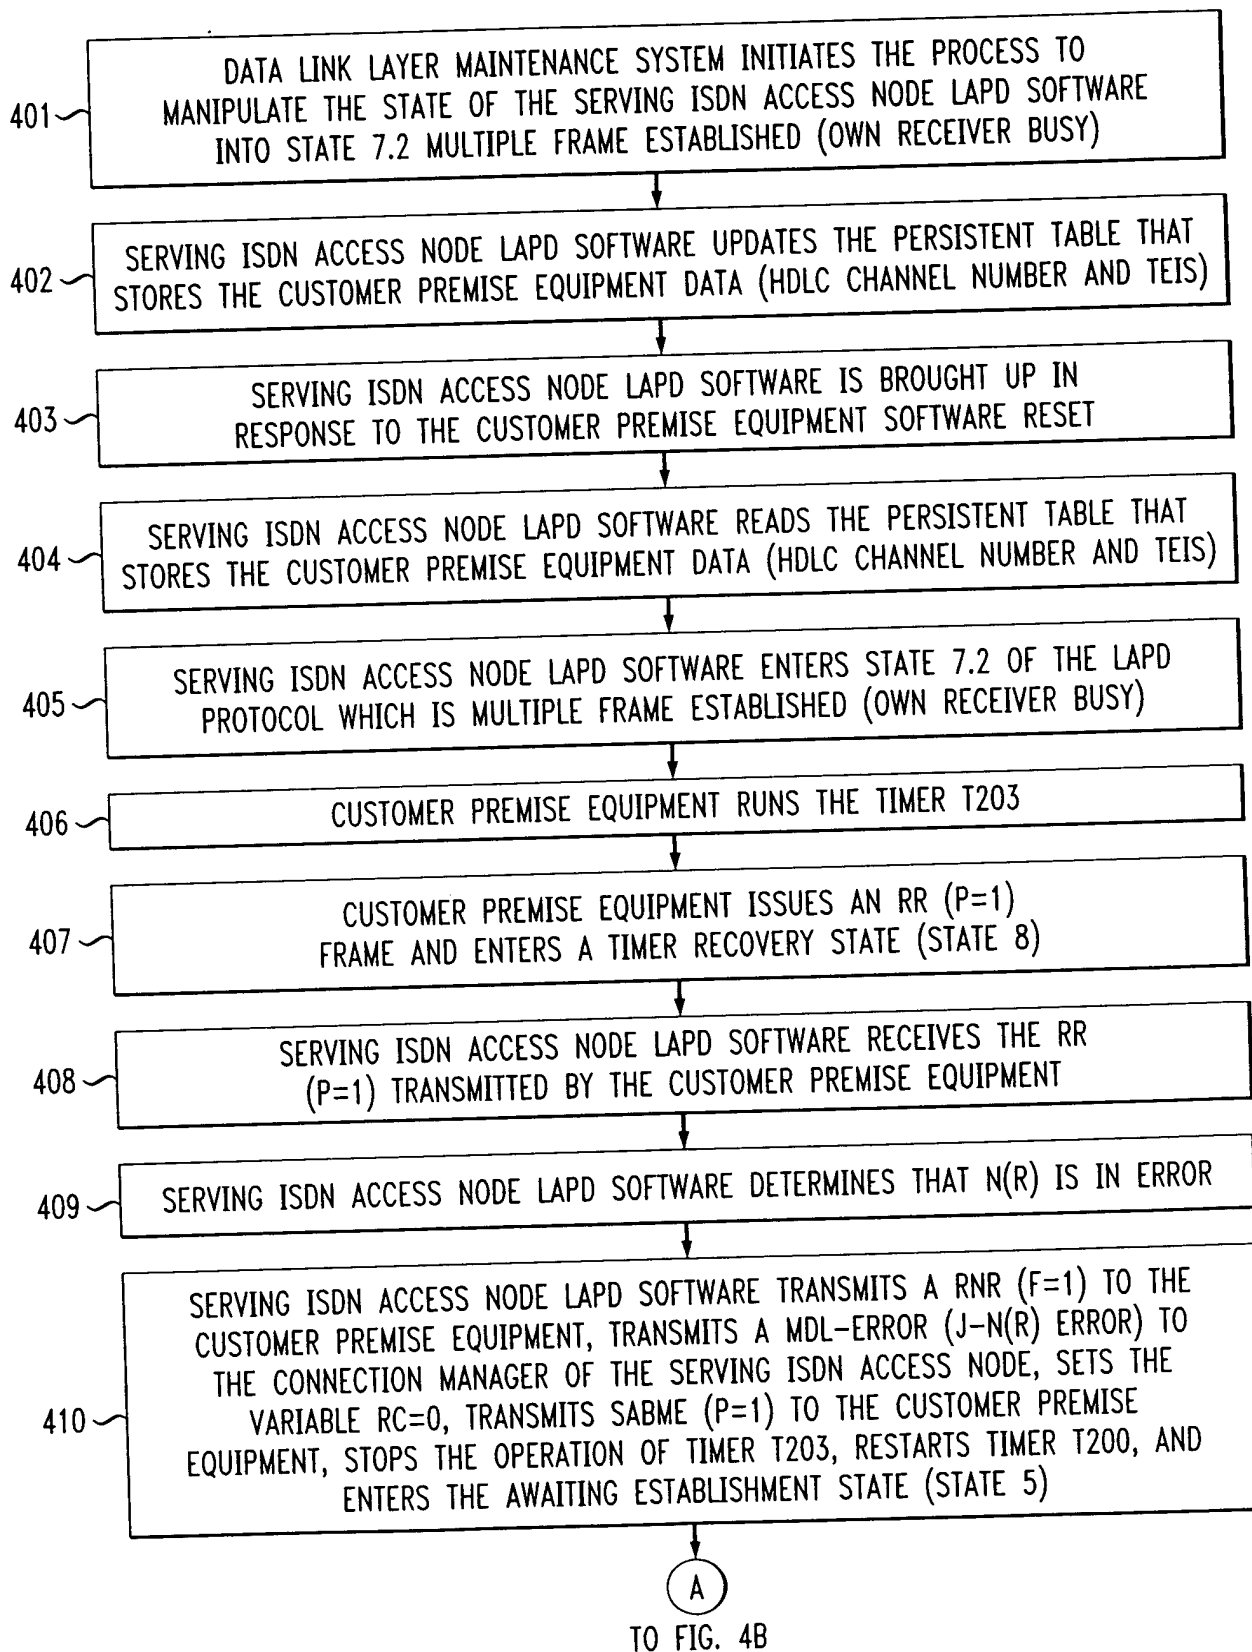 401
DATA LINK LAYER MAINTENANCE SYSTEM INITIATES THE PROCESS TO
MANIPULATE THE STATE OF THE SERVING ISDN ACCESS NODE LAPD SOFTWARE
INTO STATE 7.2 MULTIPLE FRAME ESTABLISHED (OWN RECEIVER BUSY)
402
SERVING ISDN ACCESS NODE LAPD SOFTWARE UPDATES THE PERSISTENT TABLE THAT
STORES THE CUSTOMER PREMISE EQUIPMENT DATA (HDLC CHANNEL NUMBER AND TEIS)
403
SERVING ISDN ACCESS NODE LAPD SOFTWARE IS BROUGHT UP IN
RESPONSE TO THE CUSTOMER PREMISE EQUIPMENT SOFTWARE RESET
404
SERVING ISDN ACCESS NODE LAPD SOFTWARE READS THE PERSISTENT TABLE THAT
STORES THE CUSTOMER PREMISE EQUIPMENT DATA (HDLC CHANNEL NUMBER AND TEIS)
405
SERVING ISDN ACCESS NODE LAPD SOFTWARE ENTERS STATE 7.2 OF THE LAPD
PROTOCOL WHICH IS MULTIPLE FRAME ESTABLISHED (OWN RECEIVER BUSY)
406
CUSTOMER PREMISE EQUIPMENT RUNS THE TIMER T203
407
CUSTOMER PREMISE EQUIPMENT ISSUES AN RR (P=1)
FRAME AND ENTERS A TIMER RECOVERY STATE (STATE 8)
408
SERVING ISDN ACCESS NODE LAPD SOFTWARE RECEIVES THE RR
(P=1) TRANSMITTED BY THE CUSTOMER PREMISE EQUIPMENT
409
SERVING ISDN ACCESS NODE LAPD SOFTWARE DETERMINES THAT N(R) IS IN ERROR
410
SERVING ISDN ACCESS NODE LAPD SOFTWARE TRANSMITS A RNR (F=1) TO THE
CUSTOMER PREMISE EQUIPMENT, TRANSMITS A MDL-ERROR (J-N(R) ERROR) TO
THE CONNECTION MANAGER OF THE SERVING ISDN ACCESS NODE, SETS THE
VARIABLE RC=0, TRANSMITS SABME (P=1) TO THE CUSTOMER PREMISE
EQUIPMENT, STOPS THE OPERATION OF TIMER T203, RESTARTS TIMER T200, AND
ENTERS THE AWAITING ESTABLISHMENT STATE (STATE 5)
A
TO FIG. 4B